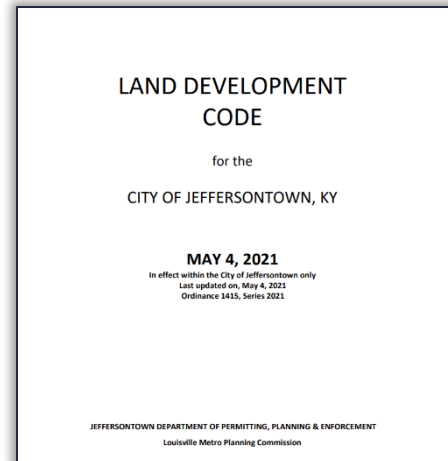 LAND DEVELOPMENT
CODE
for the
CITY OF JEFFERSONTOWN, KY
MAY 4, 2021
In effect within the City of Jeffersontown only
Last updated on, May 4, 2021
Ordinance 1415, Series 2021
JEFFERSONTOWN DEPARTMENT OF PERMITTING, PLANNING & ENFORCEMENT
Louisville Metro Planning Commission